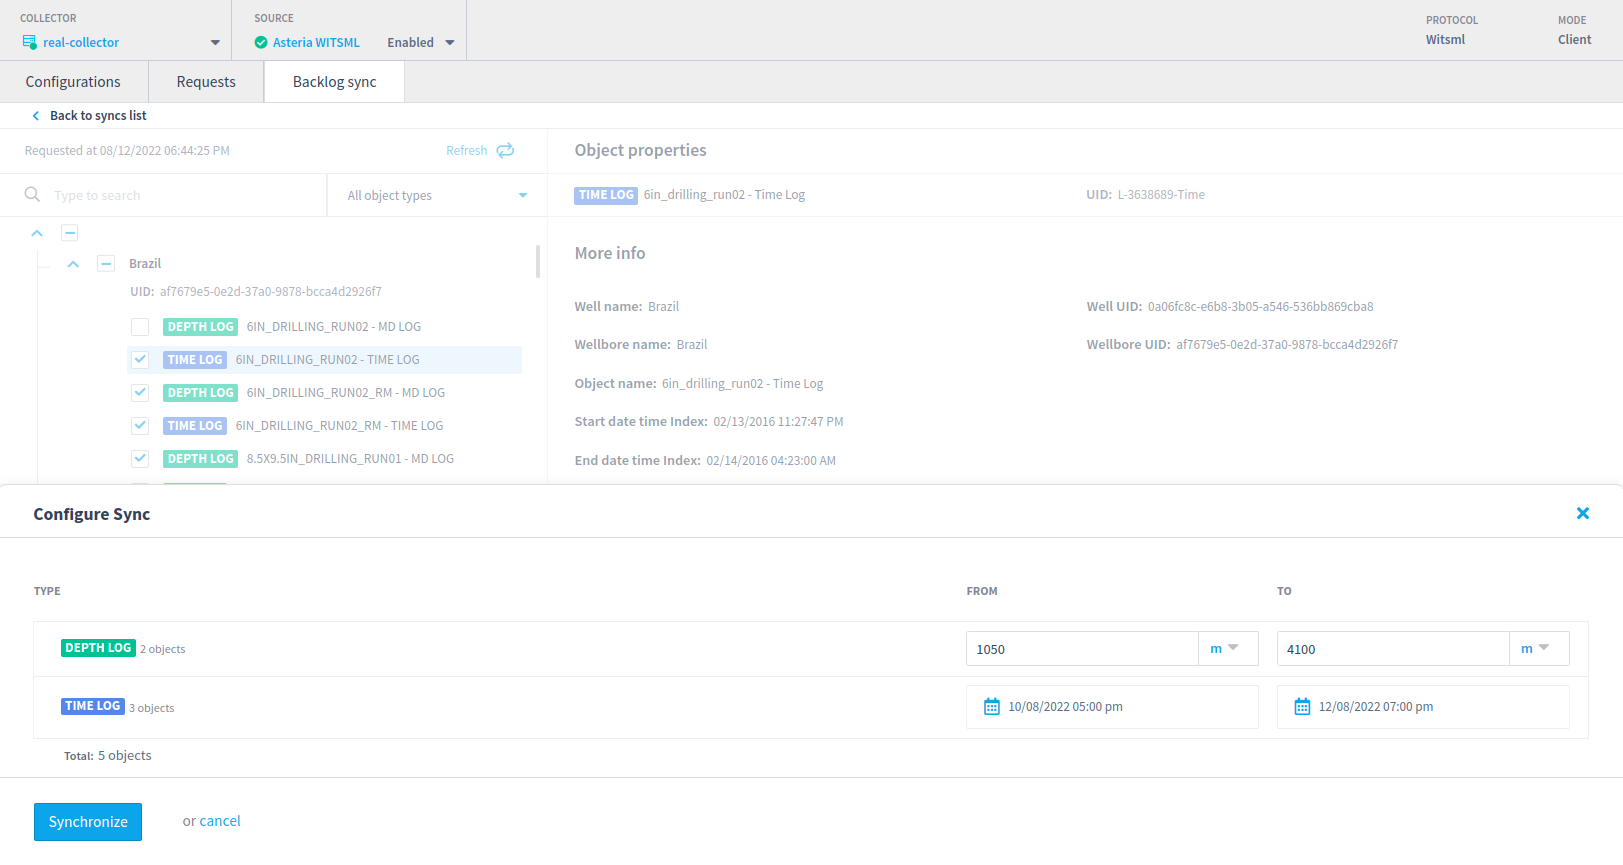 COLLECTOR
real-collector
SOURCE
Asteria WITSML Enabled
PROTOCOL
Witsml
MODE
Client
Configurations Requests Backlog sync
Back to syncs list
Requested at 08/12/2022 06:44:25 PM Refresh
Type to search All object types
Brazil
UID: af7679e5-0e2d-37a0-9878-bcca4d2926f7
DEPTH LOG 6IN_DRILLING_RUN02 - MD LOG
TIME LOG 6IN_DRILLING_RUN02 - TIME LOG
DEPTH LOG 6IN_DRILLING_RUN02_RM - MD LOG
TIME LOG 6IN_DRILLING_RUN02_RM - TIME LOG
DEPTH LOG 8.5X9.5IN_DRILLING_RUN01 - MD LOG
Object properties
TIME LOG 6in_drilling_run02 - Time Log UID: L-3638689-Time
More info
Well name: Brazil Well UID: 0a06fc8c-e6b8-3b05-a546-536bb869cba8
Wellbore name: Brazil Wellbore UID: af7679e5-0e2d-37a0-9878-bcca4d2926f7
Object name: 6in_drilling_run02 - Time Log
Start date time Index: 02/13/2016 11:27:47 PM
End date time Index: 02/14/2016 04:23:00 AM
Configure Sync
TYPE FROM TO
DEPTH LOG 2 objects 1050 m 4100 m
TIME LOG 3 objects 10/08/2022 05:00 pm 12/08/2022 07:00 pm
Total: 5 objects
Synchronize or cancel